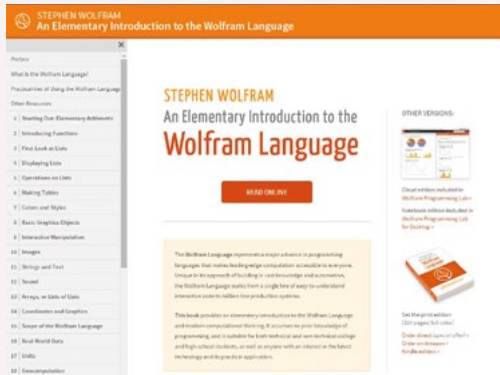 STEPHEN WOLFRAM
An Elementary Introduction to the Wolfram Language
Preface
What Is the Wolfram Language?
Practicalities of Using the Wolfram Language
Other Resources
1 | Starting Out: Elementary Arithmetic
2 | Introducing Functions
3 | First Look at Lists
4 | Displaying Lists
5 | Operations on Lists
6 | Making Tables
7 | Colors and Styles
8 | Basic Graphics Objects
9 | Interactive Manipulation
10 | Images
11 | Strings and Text
12 | Sound
13 | Arrays, or Lists of Lists
14 | Coordinates and Graphics
15 | Scope of the Wolfram Language
16 | Real-World Data
17 | Units
18 | Geocomputation
STEPHEN WOLFRAM
An Elementary Introduction to the
Wolfram Language
READ ONLINE
The Wolfram Language represents a major advance in programming
languages that makes leading-edge computation accessible to everyone.
Unique in its approach of building in vast knowledge and automation,
the Wolfram Language scales from a single line of easy-to-understand
interactive code to million-line production systems.
This book provides an elementary introduction to the Wolfram Language
and modern computational thinking. It assumes no prior knowledge of
programming, and is suitable for both technical and non-technical college
and high-school students, as well as anyone with an interest in the latest
technology and its practical application.
OTHER VERSIONS:
Cloud edition included in
Wolfram Programming Lab »
Notebook edition included in
Wolfram Programming Lab
for Desktop »
Get the print edition
Order direct (special offer) »
Order on Amazon »
Kindle edition »